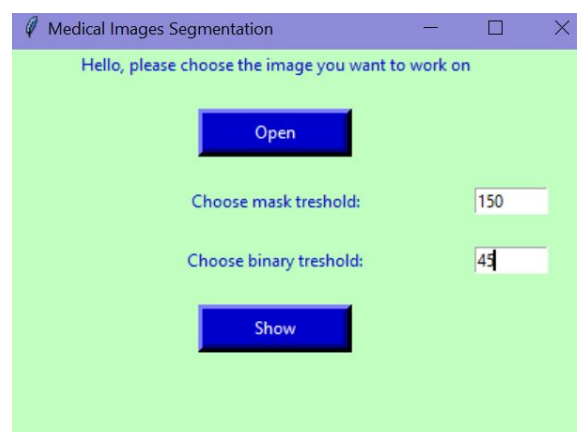 Medical Images Segmentation
Hello, please choose the image you want to work on
Open
Choose mask treshold: 150
Choose binary treshold: 45
Show